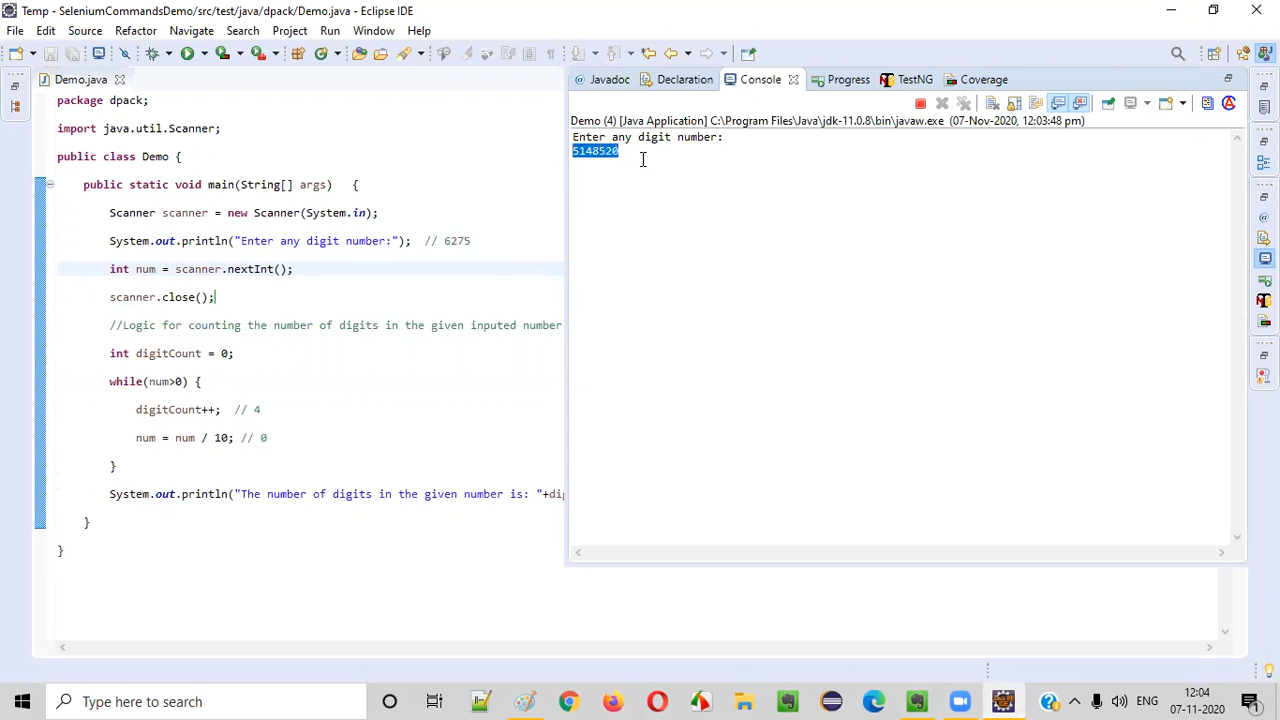 Temp - SeleniumCommandsDemo/src/test/java/dpack/Demo.java - Eclipse IDE
File Edit Source Refactor Navigate Search Project Run Window Help
Demo.java
Javadoc Declaration Console Progress TestNG Coverage
package dpack;
import java.util.Scanner;
public class Demo {
public static void main(String[] args) {
Scanner scanner = new Scanner(System.in);
System.out.println("Enter any digit number:"); // 6275
int num = scanner.nextInt();
scanner.close();
//Logic for counting the number of digits in the given inputed number
int digitCount = 0;
while(num>0) {
digitCount++; // 4
num = num / 10; // 0
}
System.out.println("The number of digits in the given number is: "+dig
}
}
Demo (4) [Java Application] C:\Program Files\Java\jdk-11.0.8\bin\javaw.exe (07-Nov-2020, 12:03:48 pm)
Enter any digit number:
5148520
Type here to search
ENG
12:04
07-11-2020
1